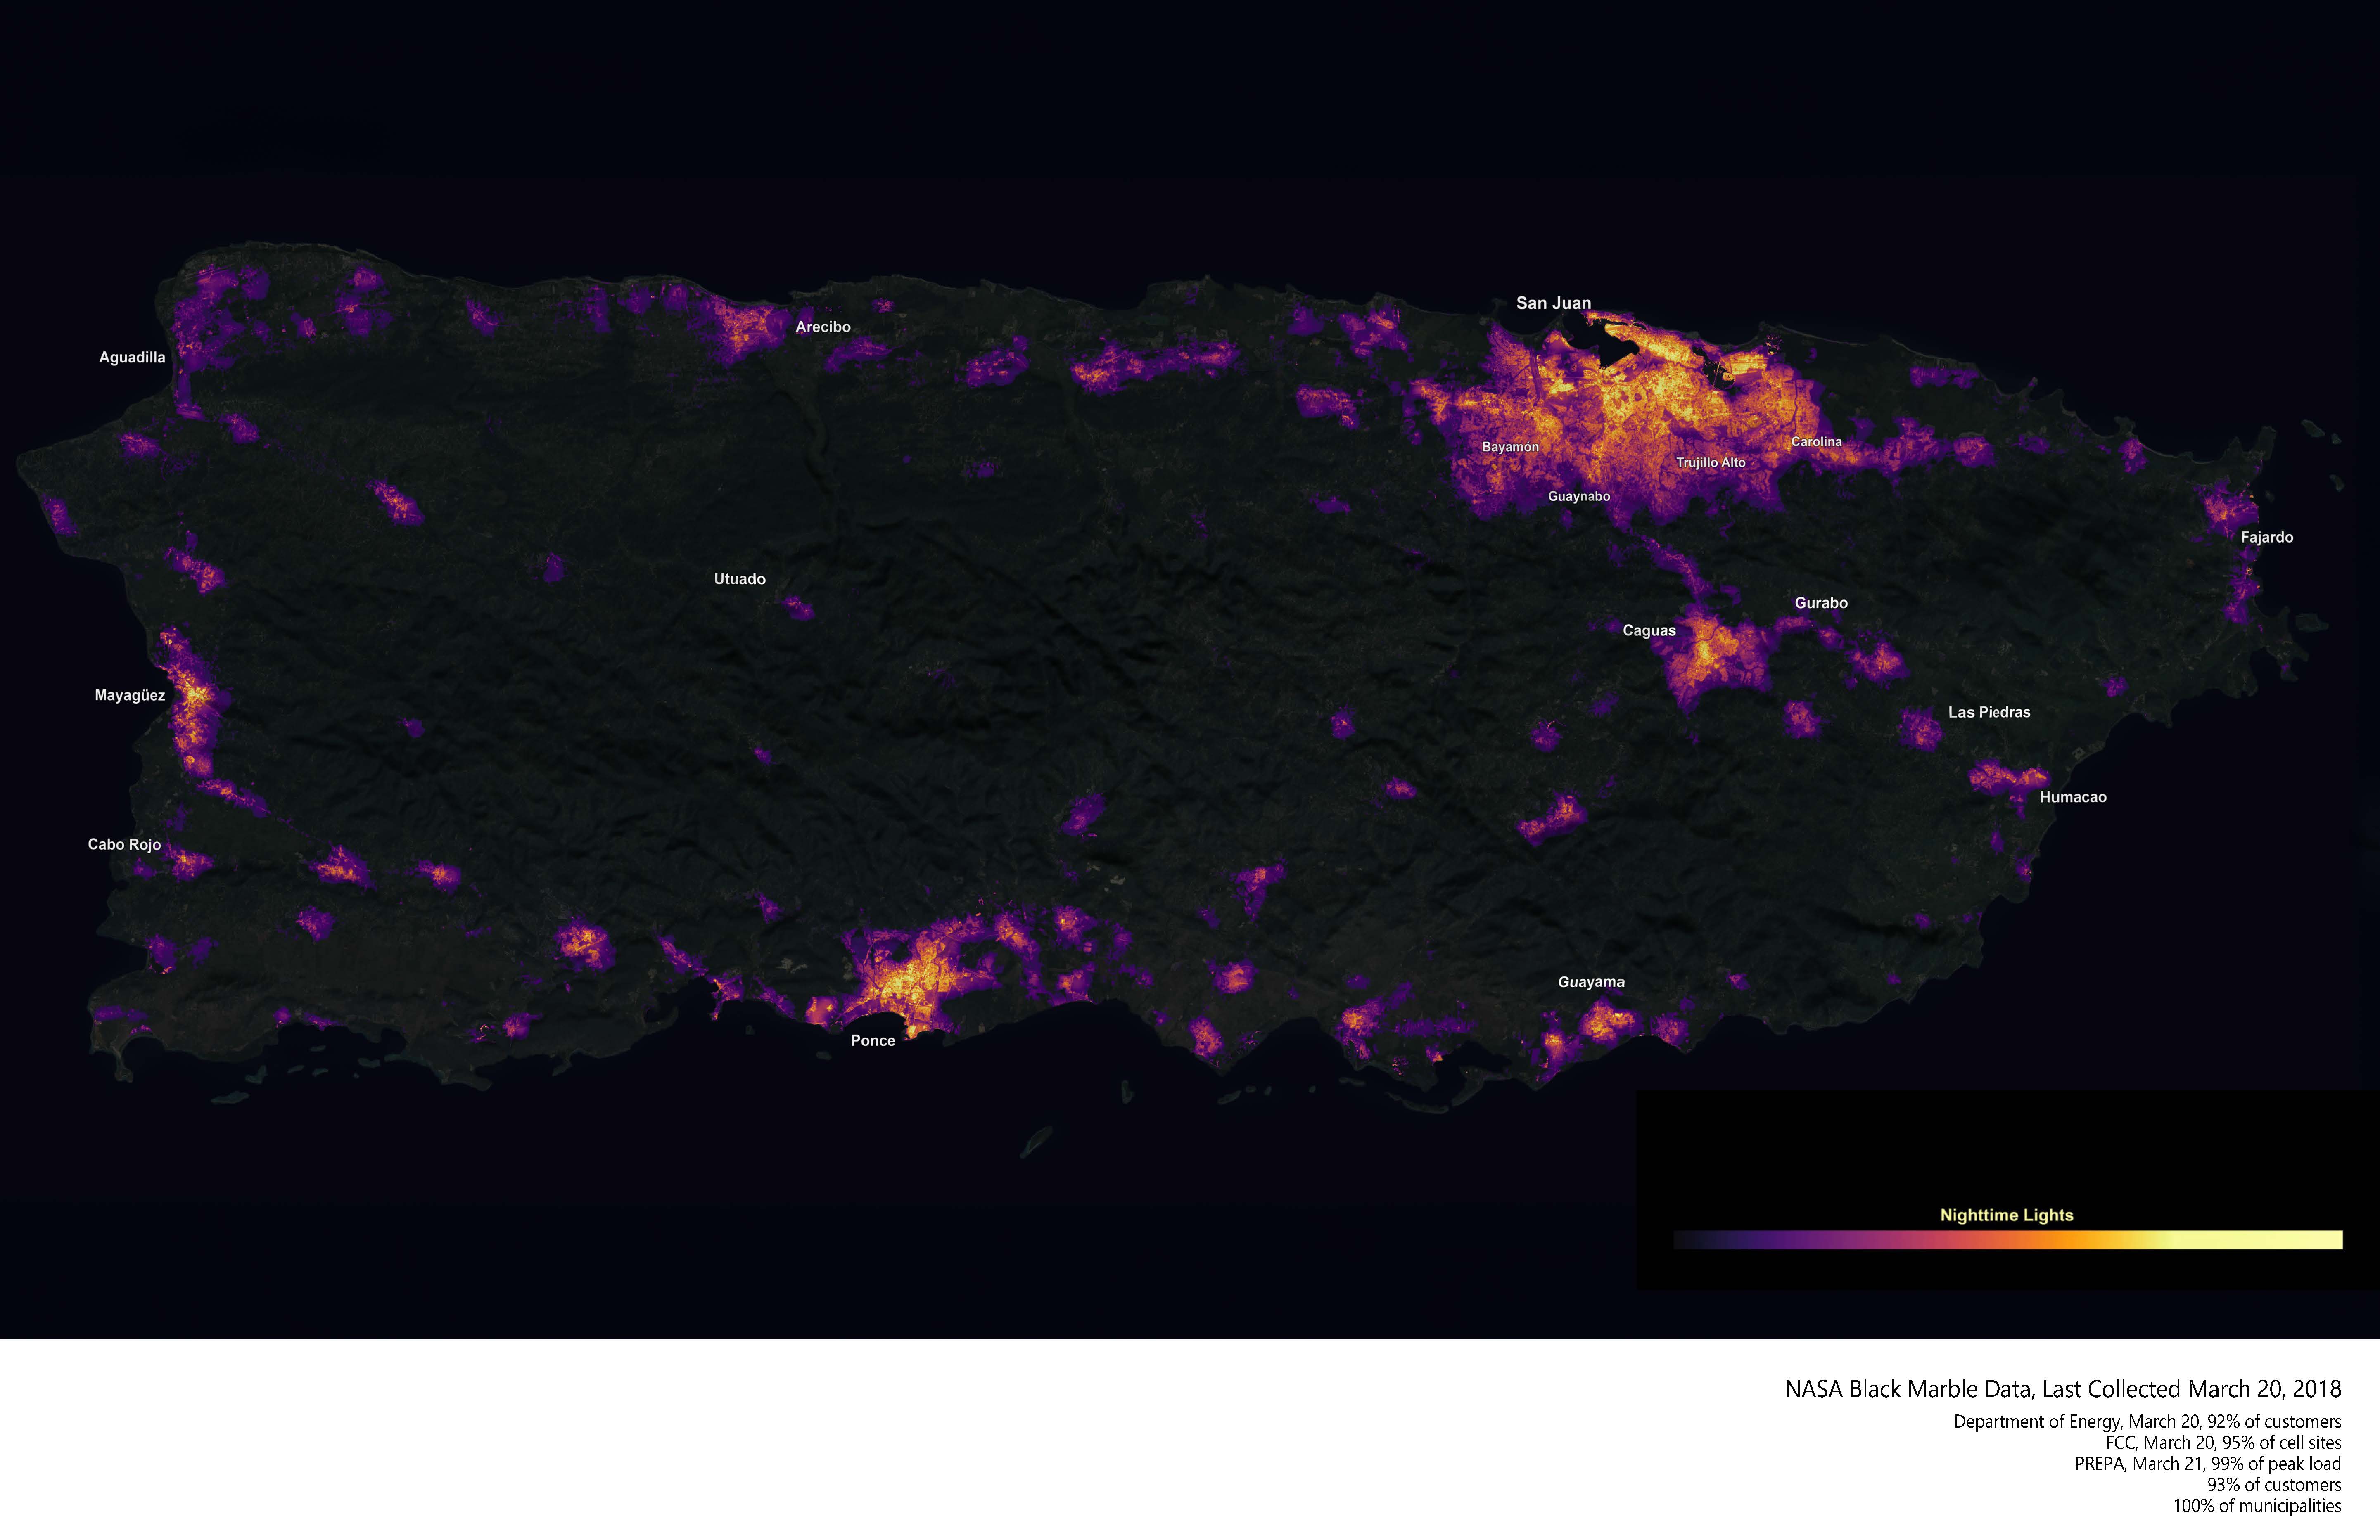 San Juan
Arecibo
Aguadilla
Bayamón
Carolina
Trujillo Alto
Guaynabo
Fajardo
Utuado
Gurabo
Caguas
Mayagüez
Las Piedras
Humacao
Cabo Rojo
Guayama
Ponce
Nighttime Lights
NASA Black Marble Data, Last Collected March 20, 2018
Department of Energy, March 20, 92% of customers
FCC, March 20, 95% of cell sites
PREPA, March 21, 99% of peak load
93% of customers
100% of municipalities